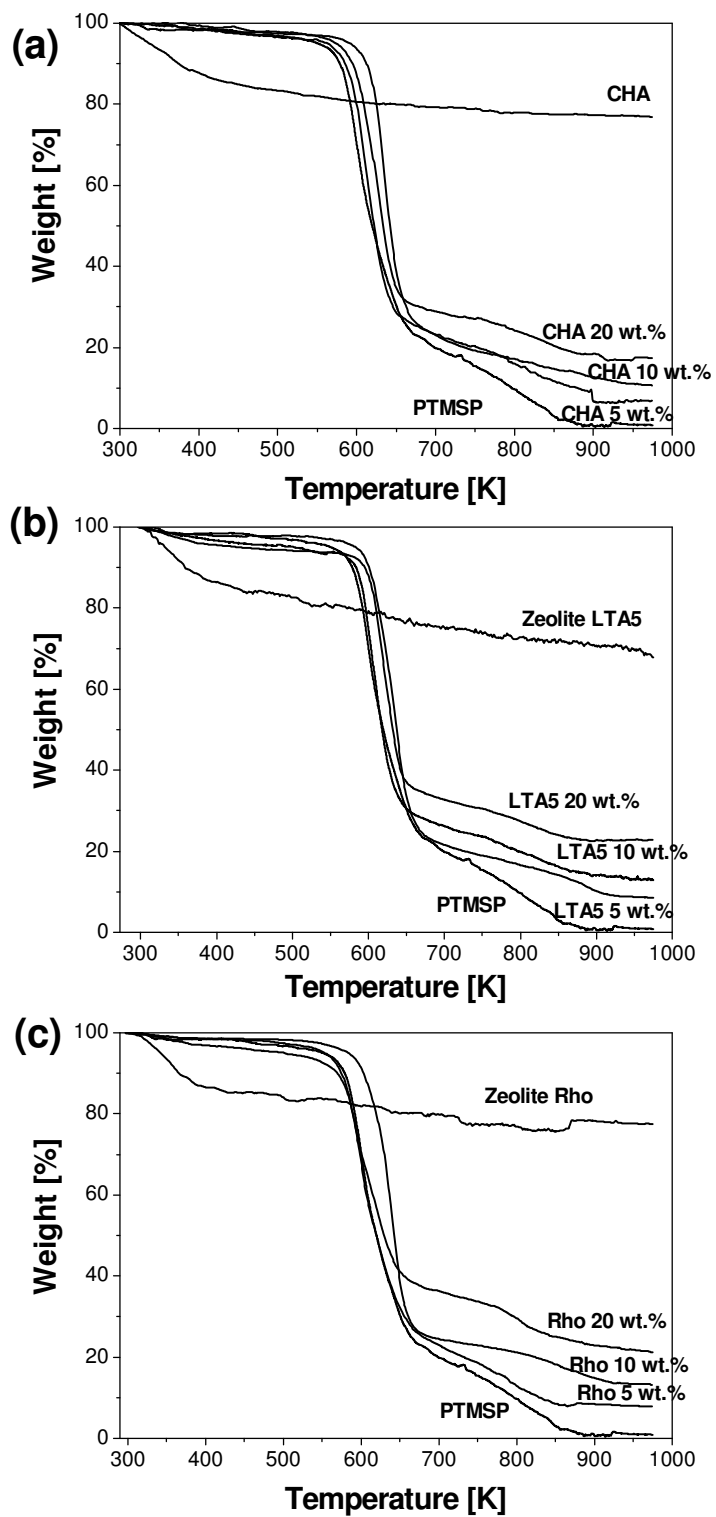 (a)
100
80
60
40
20
0
Weight [%]
CHA
CHA 20 wt.%
CHA 10 wt.%
PTMSP
CHA 5 wt.%
300 400 500 600 700 800 900 1000
Temperature [K]
(b)
100
80
60
40
20
0
Weight [%]
Zeolite LTA5
LTA5 20 wt.%
LTA5 10 wt.%
PTMSP
LTA5 5 wt.%
300 400 500 600 700 800 900 1000
Temperature [K]
(c)
100
80
60
40
20
0
Weight [%]
Zeolite Rho
Rho 20 wt.%
Rho 10 wt.%
Rho 5 wt.%
PTMSP
300 400 500 600 700 800 900 1000
Temperature [K]